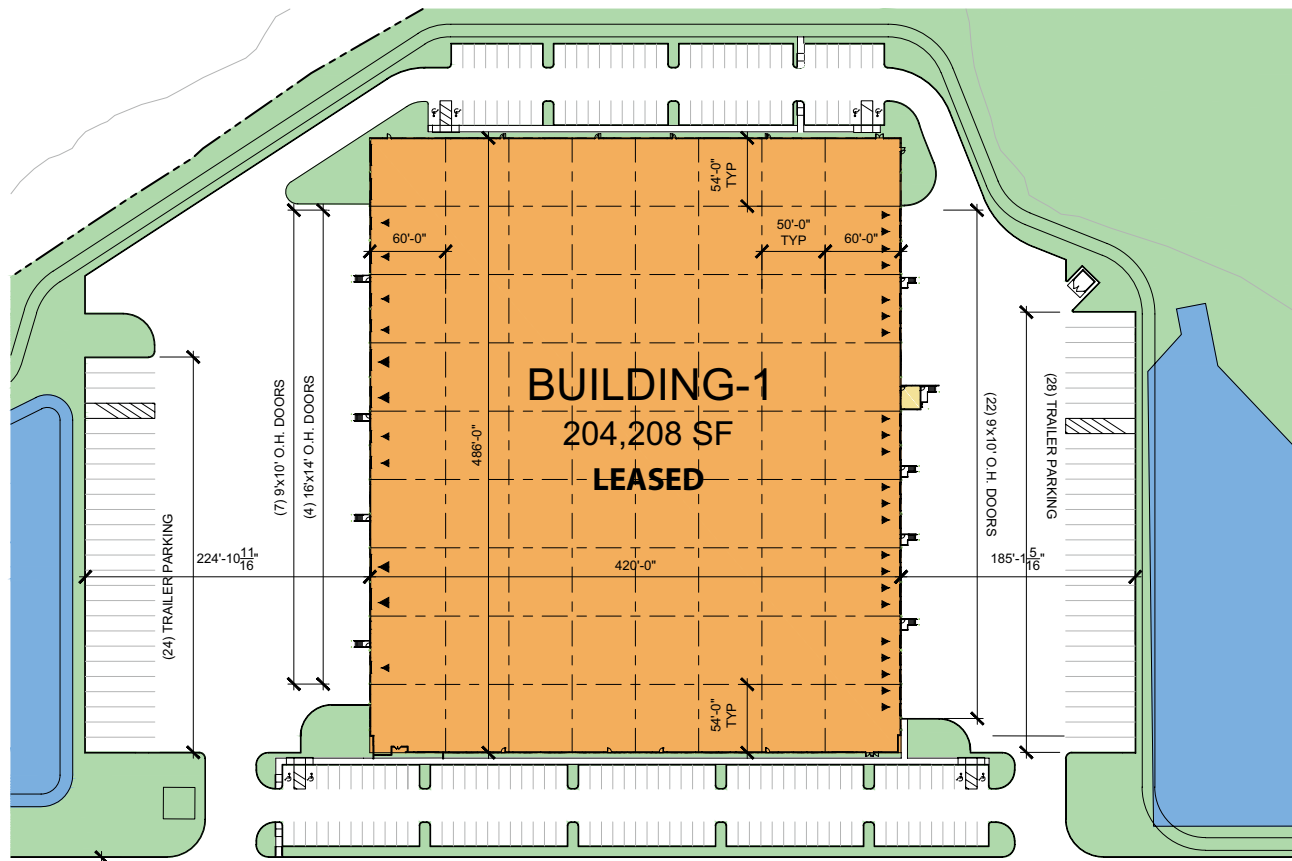 54'-0"
TYP
60'-0"
50'-0"
TYP
60'-0"
BUILDING-1
204,208 SF
LEASED
486'-0"
(7) 9'x10' O.H. DOORS
(4) 16'x14' O.H. DOORS
(22) 9'x10' O.H. DOORS
(28) TRAILER PARKING
(24) TRAILER PARKING
224'-10 11/16"
420'-0"
185'-1 5/16"
54'-0"
TYP